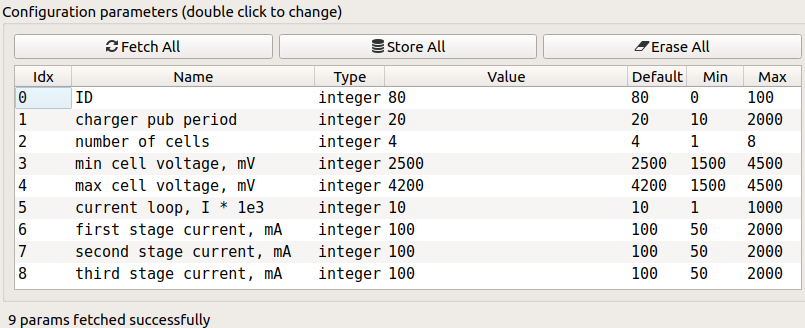 Configuration parameters (double click to change)
Fetch All Store All Erase All
Idx Name Type Value Default Min Max
0 ID integer 80 80 0 100
1 charger pub period integer 20 20 10 2000
2 number of cells integer 4 4 1 8
3 min cell voltage, mV integer 2500 2500 1500 4500
4 max cell voltage, mV integer 4200 4200 1500 4500
5 current loop, I * 1e3 integer 10 10 1 1000
6 first stage current, mA integer 100 100 50 2000
7 second stage current, mA integer 100 100 50 2000
8 third stage current, mA integer 100 100 50 2000
9 params fetched successfully